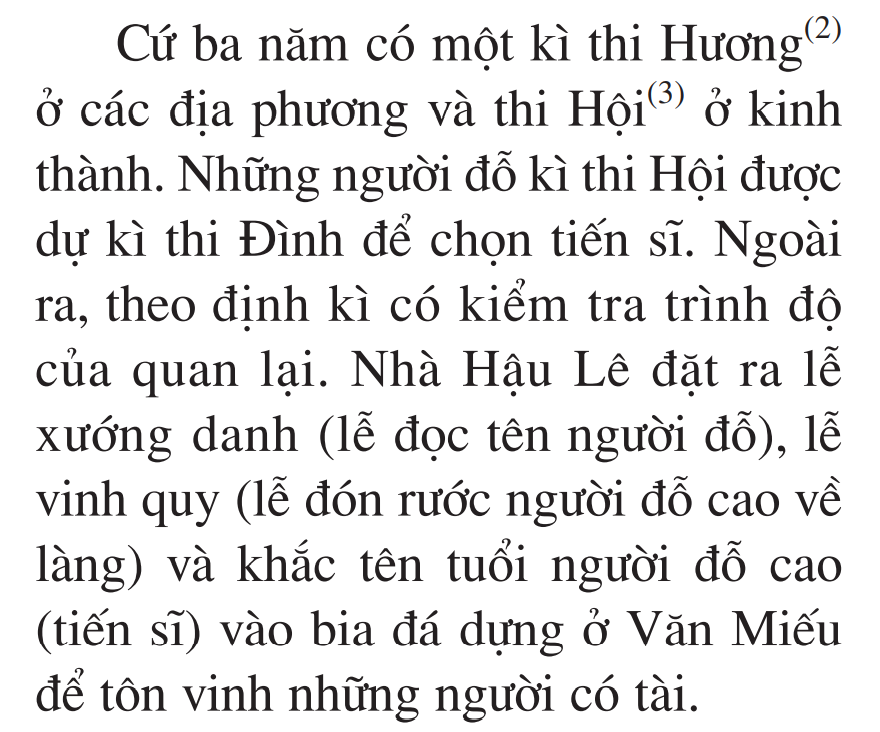 Cứ ba năm có một kì thi Hương(2)
ở các địa phương và thi Hội(3) ở kinh
thành. Những người đỗ kì thi Hội được
dự kì thi Đình để chọn tiến sĩ. Ngoài
ra, theo định kì có kiểm tra trình độ
của quan lại. Nhà Hậu Lê đặt ra lễ
xướng danh (lễ đọc tên người đỗ), lễ
vinh quy (lễ đón rước người đỗ cao về
làng) và khắc tên tuổi người đỗ cao
(tiến sĩ) vào bia đá dựng ở Văn Miếu
để tôn vinh những người có tài.